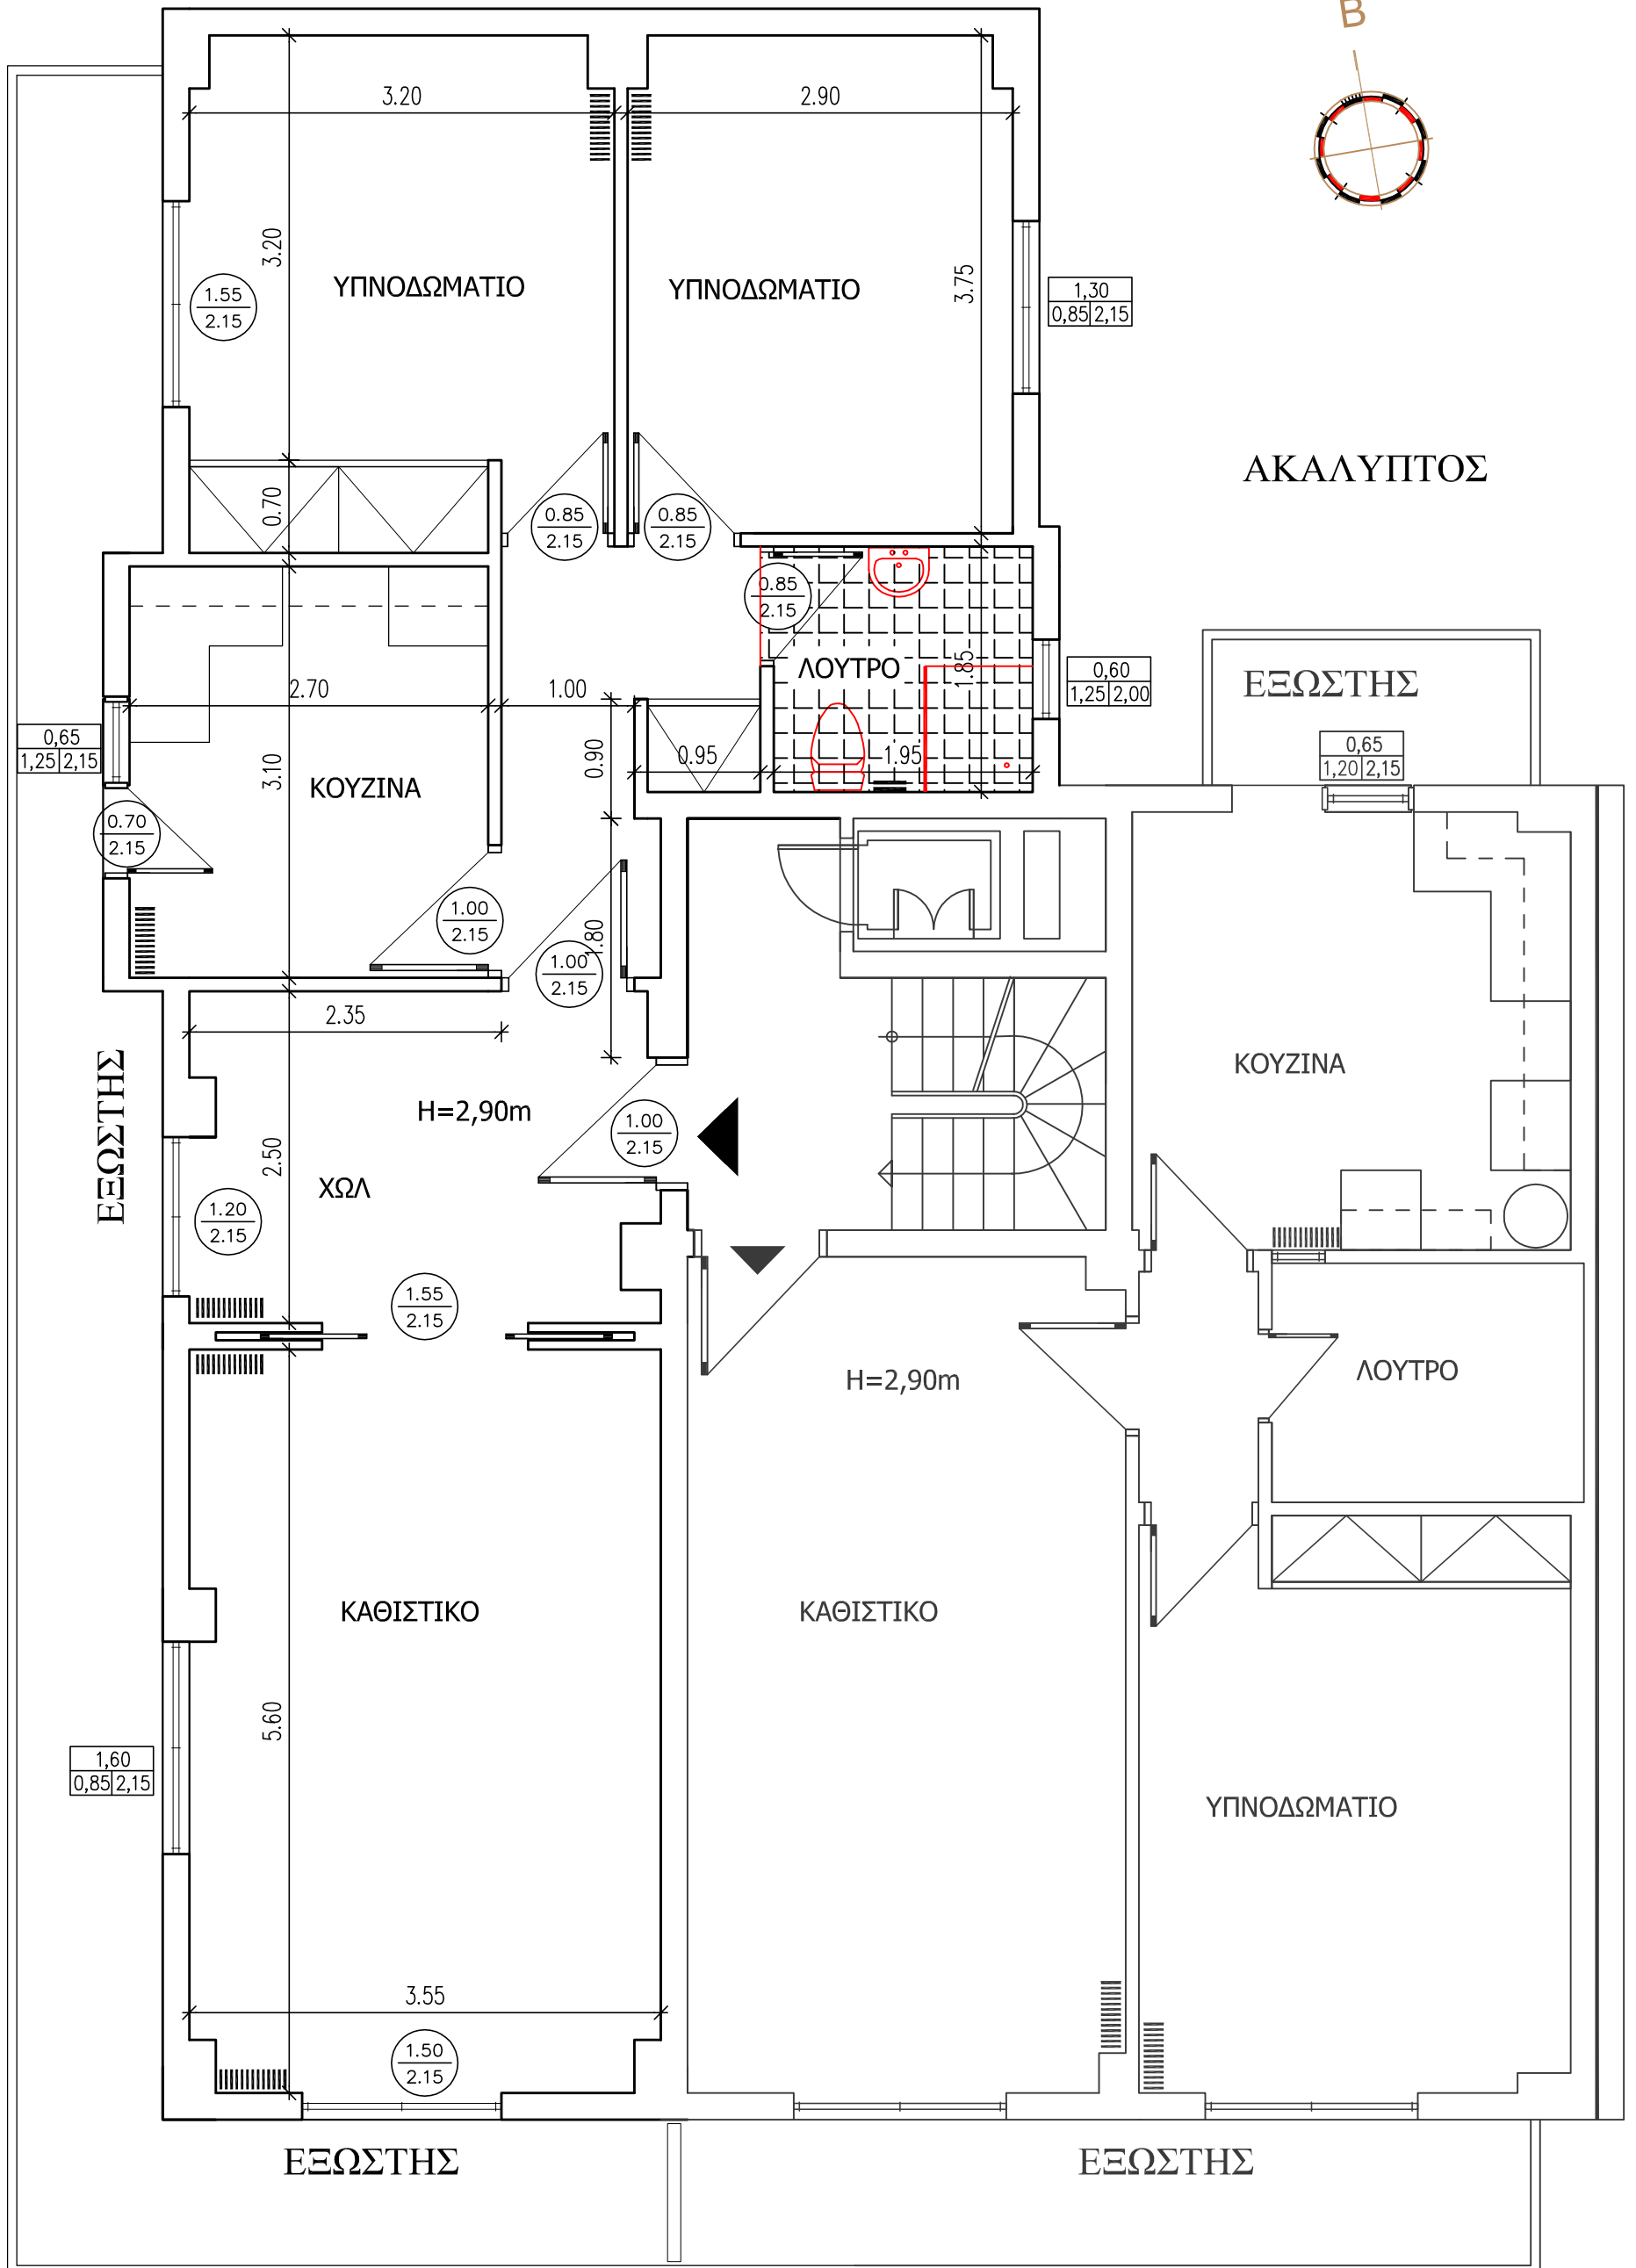 Β
3.20
2.90
3.20
ΥΠΝΟΔΩΜΑΤΙΟ
ΥΠΝΟΔΩΜΑΤΙΟ
3.75
1.55
2.15
1,30
0,85 2,15
ΑΚΑΛΥΠΤΟΣ
0.70
0.85
2.15
0.85
2.15
0.85
2.15
ΛΟΥΤΡΟ
1.85
0,60
1,25 2,00
ΕΞΩΣΤΗΣ
2.70
1.00
0,65
1,25 2,15
0,65
1,20 2,15
3.10
ΚΟΥΖΙΝΑ
0.90
0.95
1.95
0.70
2.15
1.00
2.15
1.80
1.00
2.15
2.35
ΕΞΩΣΤΗΣ
ΚΟΥΖΙΝΑ
H=2,90m
1.00
2.15
2.50
ΧΩΛ
1.20
2.15
1.55
2.15
H=2,90m
ΛΟΥΤΡΟ
ΚΑΘΙΣΤΙΚΟ
ΚΑΘΙΣΤΙΚΟ
5.60
1,60
0,85 2,15
ΥΠΝΟΔΩΜΑΤΙΟ
3.55
1.50
2.15
ΕΞΩΣΤΗΣ
ΕΞΩΣΤΗΣ